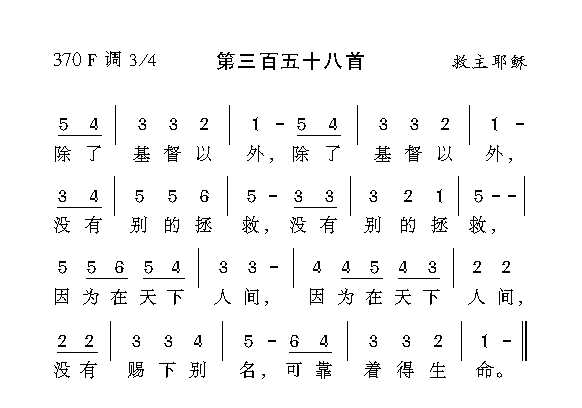 370 F 调 3/4 第三百五十八首 救主耶稣
5 4 | 3 3 2 | 1 - 5 4 | 3 3 2 | 1 -
除了 基督以 外，除了 基督以 外，
3 4 | 5 5 6 | 5 - 3 3 | 3 2 1 | 5 - - |
没有 别的拯 救，没有 别的拯 救，
5 5 6 5 4 | 3 3 - | 4 4 5 4 3 | 2 2
因为在天下 人间， 因为在天下 人间，
2 2 | 3 3 4 | 5 - 6 4 | 3 3 2 | 1 - ‖
没有 赐下别 名，可靠 着得生 命。